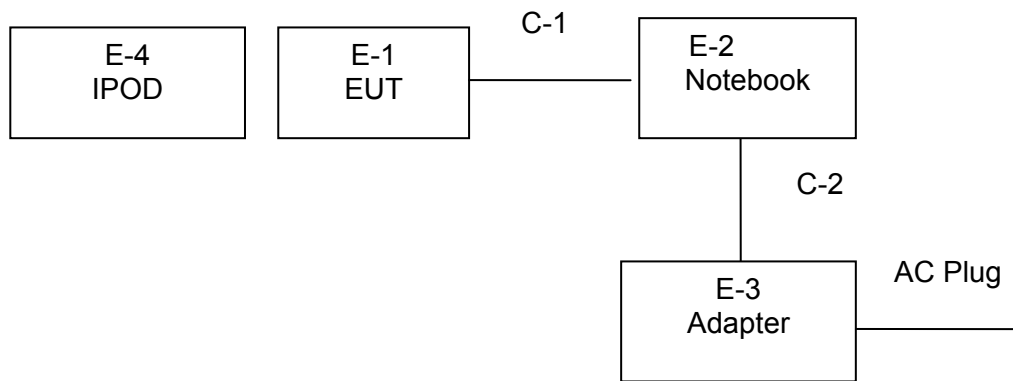 C-1
E-4
IPOD
E-1
EUT
E-2
Notebook
C-2
E-3
Adapter
AC Plug